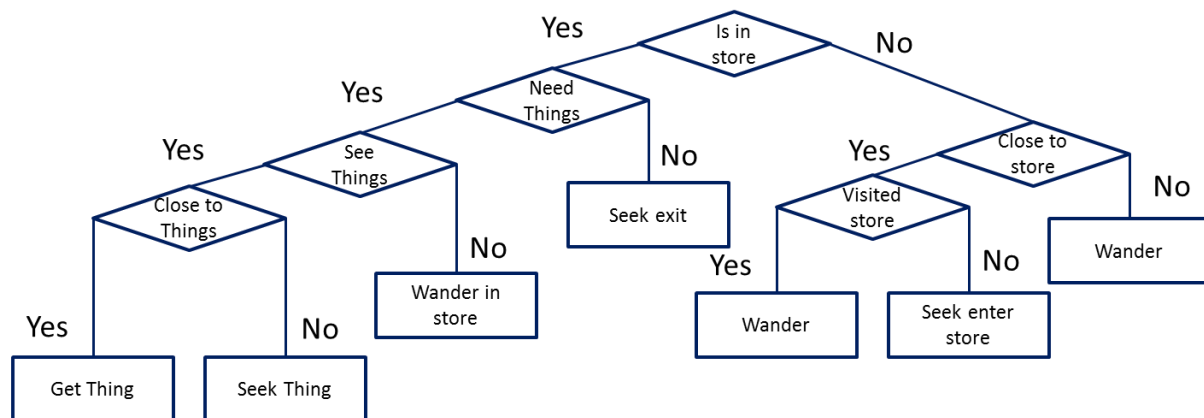 Is in
store
Yes
No
Need
Things
Yes
No
See
Things
Yes
No
Close to
Things
Yes
No
Get Thing
Seek Thing
Wander in
store
Seek exit
Close to
store
Yes
No
Visited
store
Yes
No
Wander
Seek enter
store
Wander